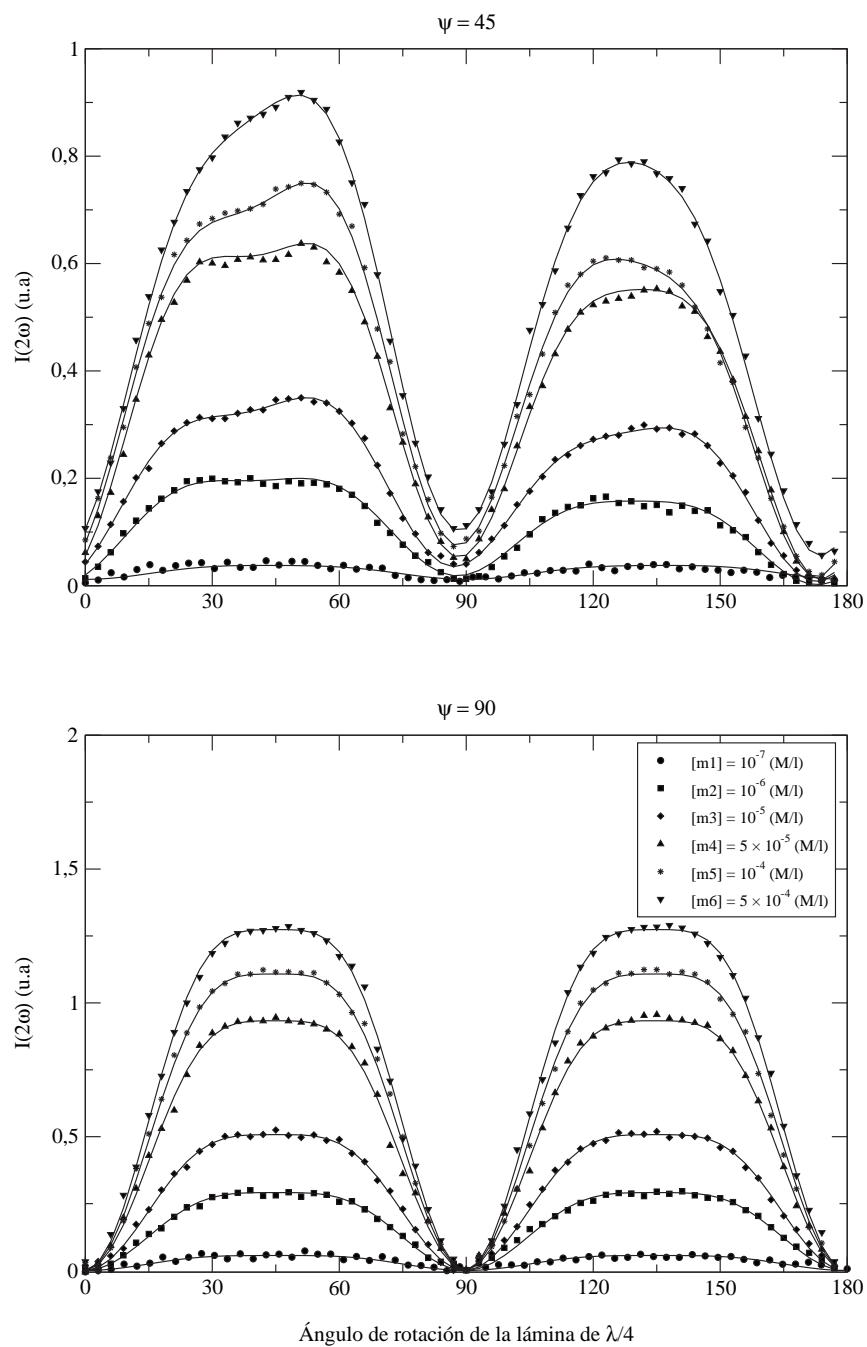 ψ = 45
1
0,8
0,6
0,4
0,2
0
I(2ω) (u.a)
0 30 60 90 120 150 180
ψ = 90
2
1,5
1
0,5
0
I(2ω) (u.a)
[m1] = 10⁻⁷ (M/l)
[m2] = 10⁻⁶ (M/l)
[m3] = 10⁻⁵ (M/l)
[m4] = 5 × 10⁻⁵ (M/l)
[m5] = 10⁻⁴ (M/l)
[m6] = 5 × 10⁻⁴ (M/l)
0 30 60 90 120 150 180
Ángulo de rotación de la lámina de λ/4